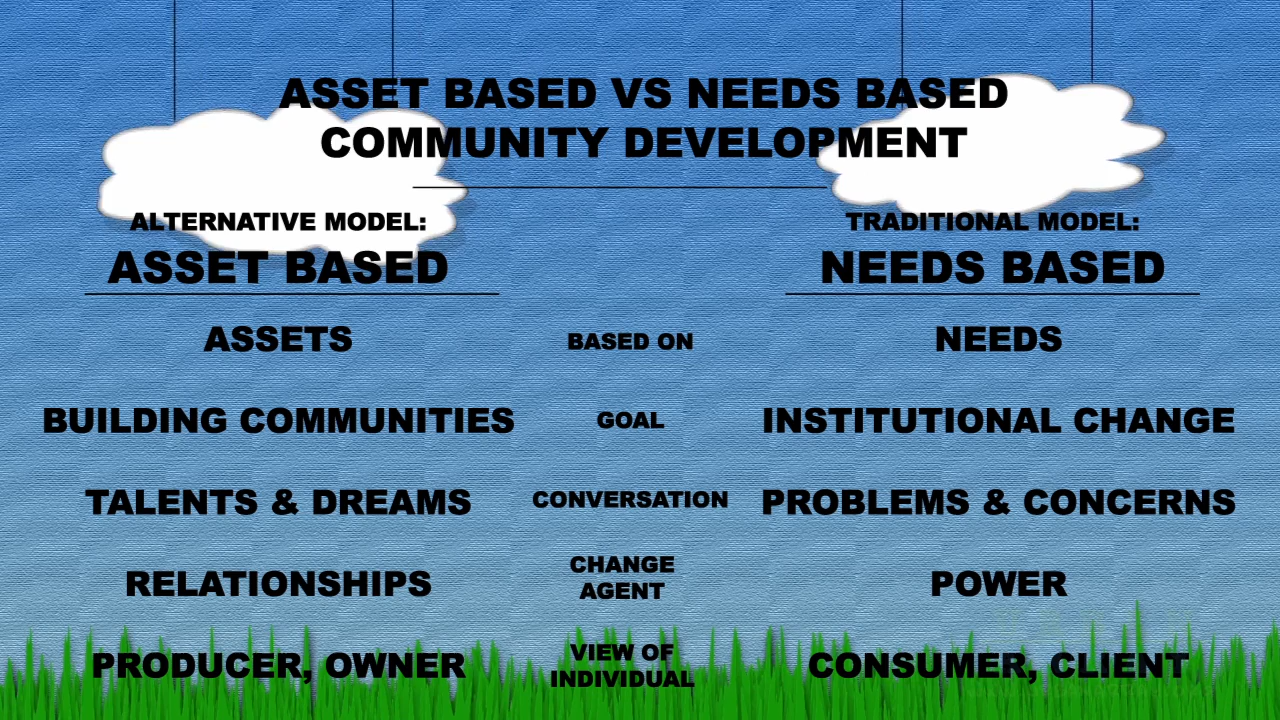 ASSET BASED VS NEEDS BASED
COMMUNITY DEVELOPMENT
ALTERNATIVE MODEL:
TRADITIONAL MODEL:
ASSET BASED
NEEDS BASED
ASSETS
BASED ON
NEEDS
BUILDING COMMUNITIES
GOAL
INSTITUTIONAL CHANGE
TALENTS & DREAMS
CONVERSATION
PROBLEMS & CONCERNS
RELATIONSHIPS
CHANGE
AGENT
POWER
PRODUCER, OWNER
VIEW OF
INDIVIDUAL
CONSUMER, CLIENT